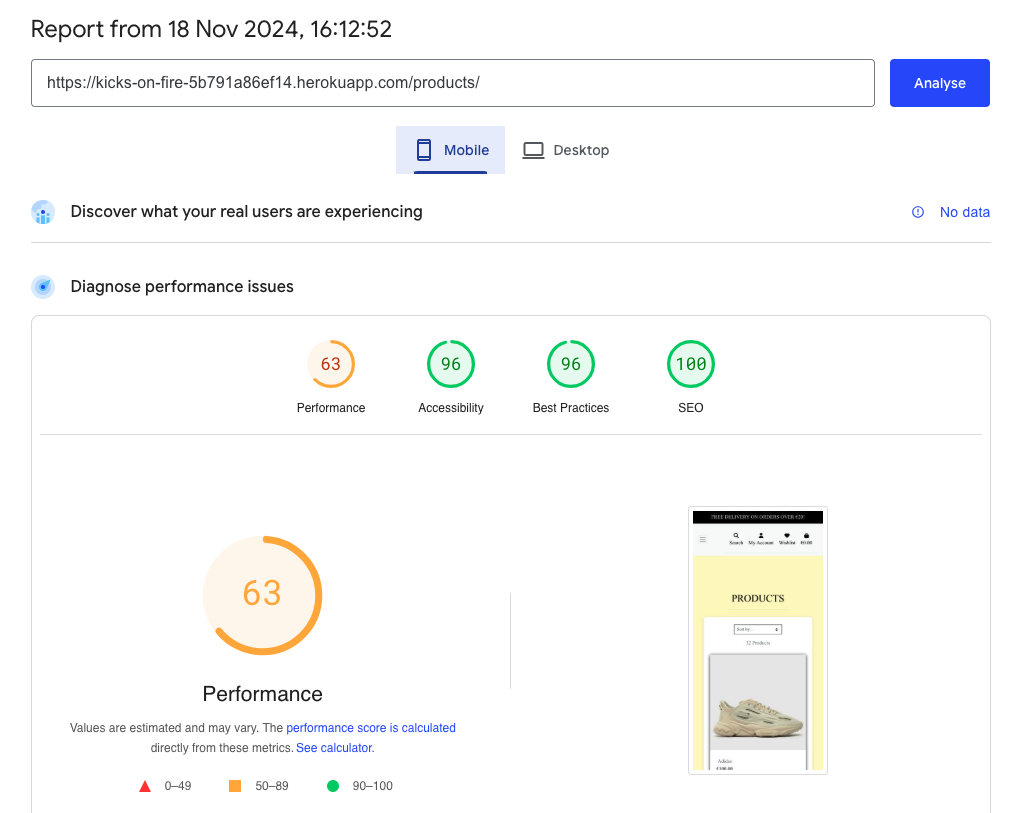 Report from 18 Nov 2024, 16:12:52
https://kicks-on-fire-5b791a86ef14.herokuapp.com/products/
Analyse
Mobile
Desktop
Discover what your real users are experiencing
No data
Diagnose performance issues
63
96
96
100
Performance
Accessibility
Best Practices
SEO
FREE DELIVERY ON ORDERS OVER £20!
Search
My Account
Wishlist
£0.00
PRODUCTS
Sort by...
22 Products
Adidas
£100.00
63
Performance
Values are estimated and may vary. The performance score is calculated
directly from these metrics. See calculator.
0–49
50–89
90–100